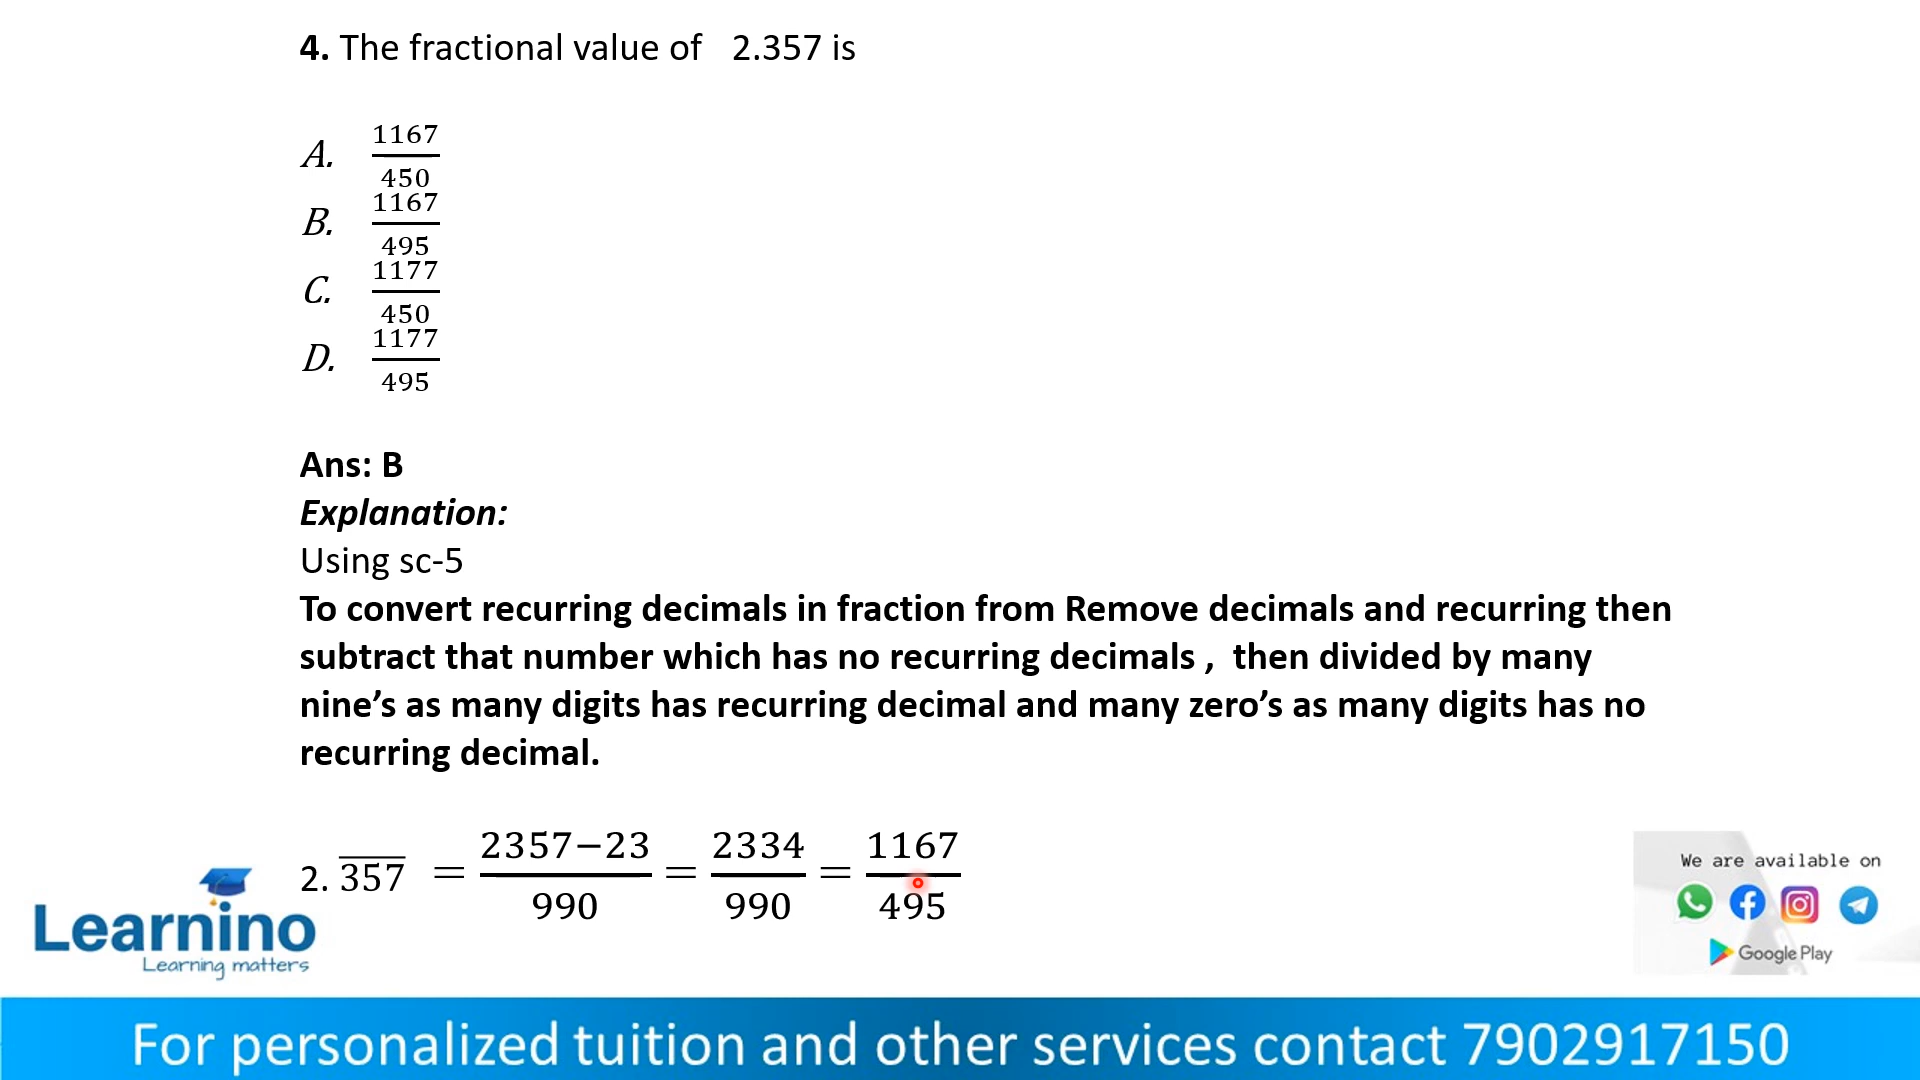 4. The fractional value of 2.357 is
A. 1167/450
B. 1167/495
C. 1177/450
D. 1177/495
Ans: B
Explanation:
Using sc-5
To convert recurring decimals in fraction from Remove decimals and recurring then
subtract that number which has no recurring decimals , then divided by many
nine’s as many digits has recurring decimal and many zero’s as many digits has no
recurring decimal.
2. 3̅5̅7̅ = 2357−23/990 = 2334/990 = 1167/495
Learnino
Learning matters
We are available on
Google Play
For personalized tuition and other services contact 7902917150